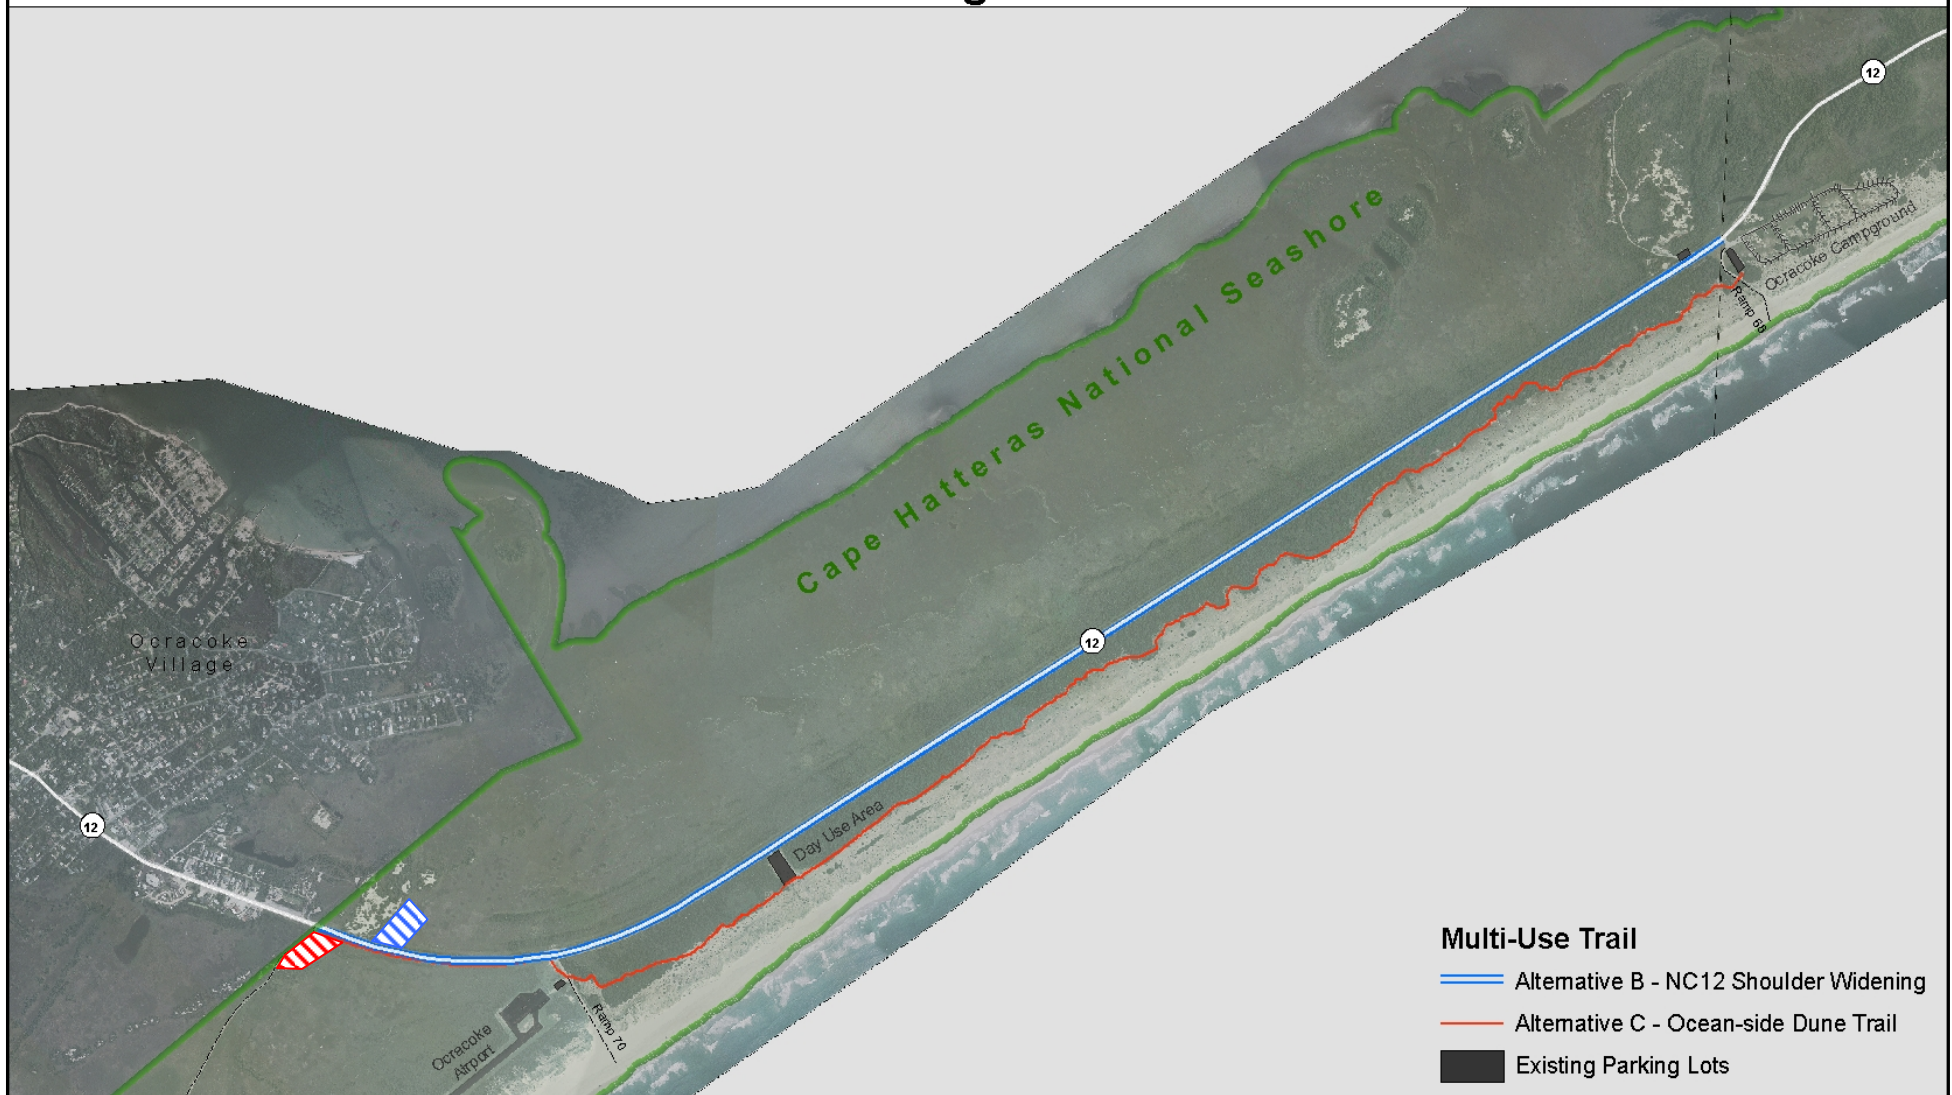 12
Ocracoke Campground
Ramp 68
Cape Hatteras National Seashore
12
Ocracoke
Village
12
Day Use Area
Ramp 70
Ocracoke
Airport
Multi-Use Trail
Alternative B - NC12 Shoulder Widening
Alternative C - Ocean-side Dune Trail
Existing Parking Lots